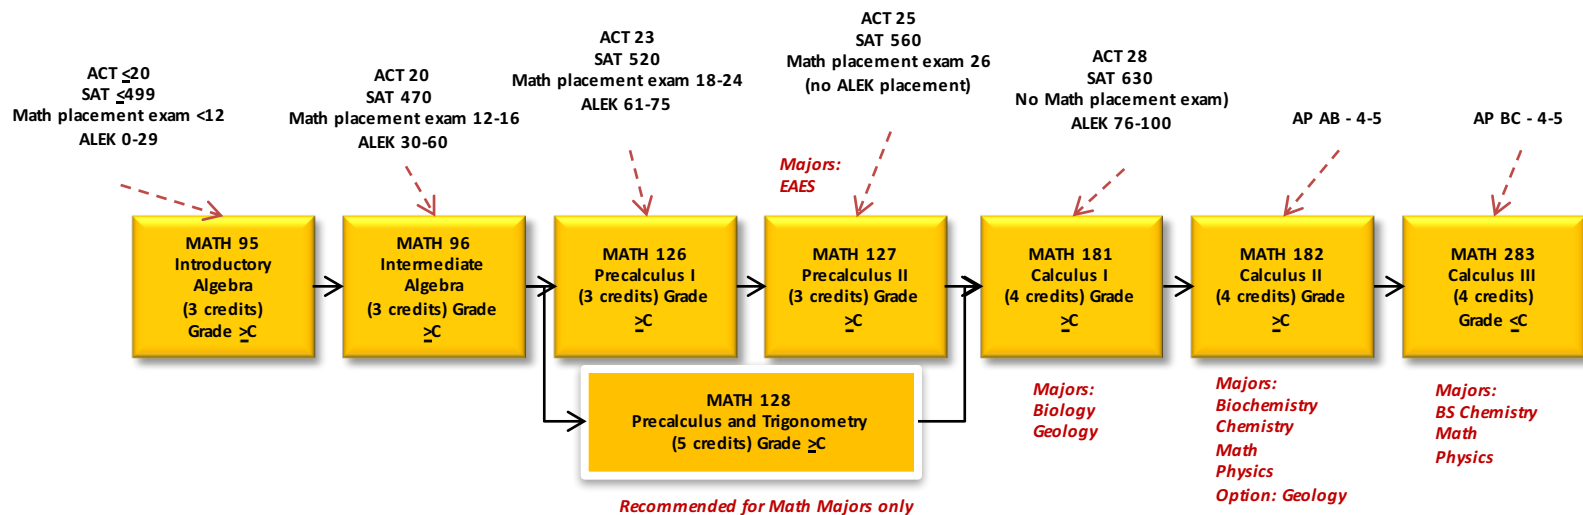 ACT ≤20
SAT ≤499
Math placement exam <12
ALEK 0-29
ACT 20
SAT 470
Math placement exam 12-16
ALEK 30-60
ACT 23
SAT 520
Math placement exam 18-24
ALEK 61-75
ACT 25
SAT 560
Math placement exam 26
(no ALEK placement)
ACT 28
SAT 630
No Math placement exam)
ALEK 76-100
AP AB - 4-5
AP BC - 4-5
Majors:
EAES
MATH 95
Introductory
Algebra
(3 credits)
Grade ≥C
MATH 96
Intermediate
Algebra
(3 credits) Grade
≥C
MATH 126
Precalculus I
(3 credits) Grade
≥C
MATH 127
Precalculus II
(3 credits) Grade
≥C
MATH 181
Calculus I
(4 credits) Grade
≥C
MATH 182
Calculus II
(4 credits) Grade
≥C
MATH 283
Calculus III
(4 credits)
Grade ≤C
MATH 128
Precalculus and Trigonometry
(5 credits) Grade ≥C
Recommended for Math Majors only
Majors:
Biology
Geology
Majors:
Biochemistry
Chemistry
Math
Physics
Option: Geology
Majors:
BS Chemistry
Math
Physics